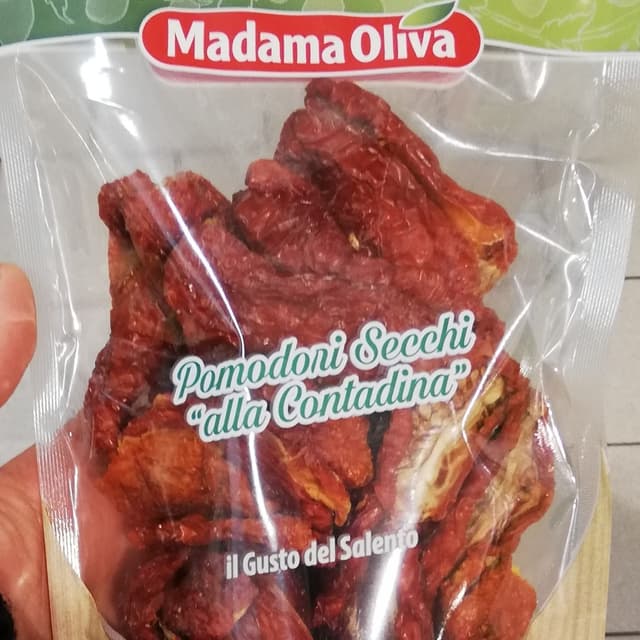 Madama Oliva
Pomodori Secchi
"alla Contadina"
il Gusto del Salento